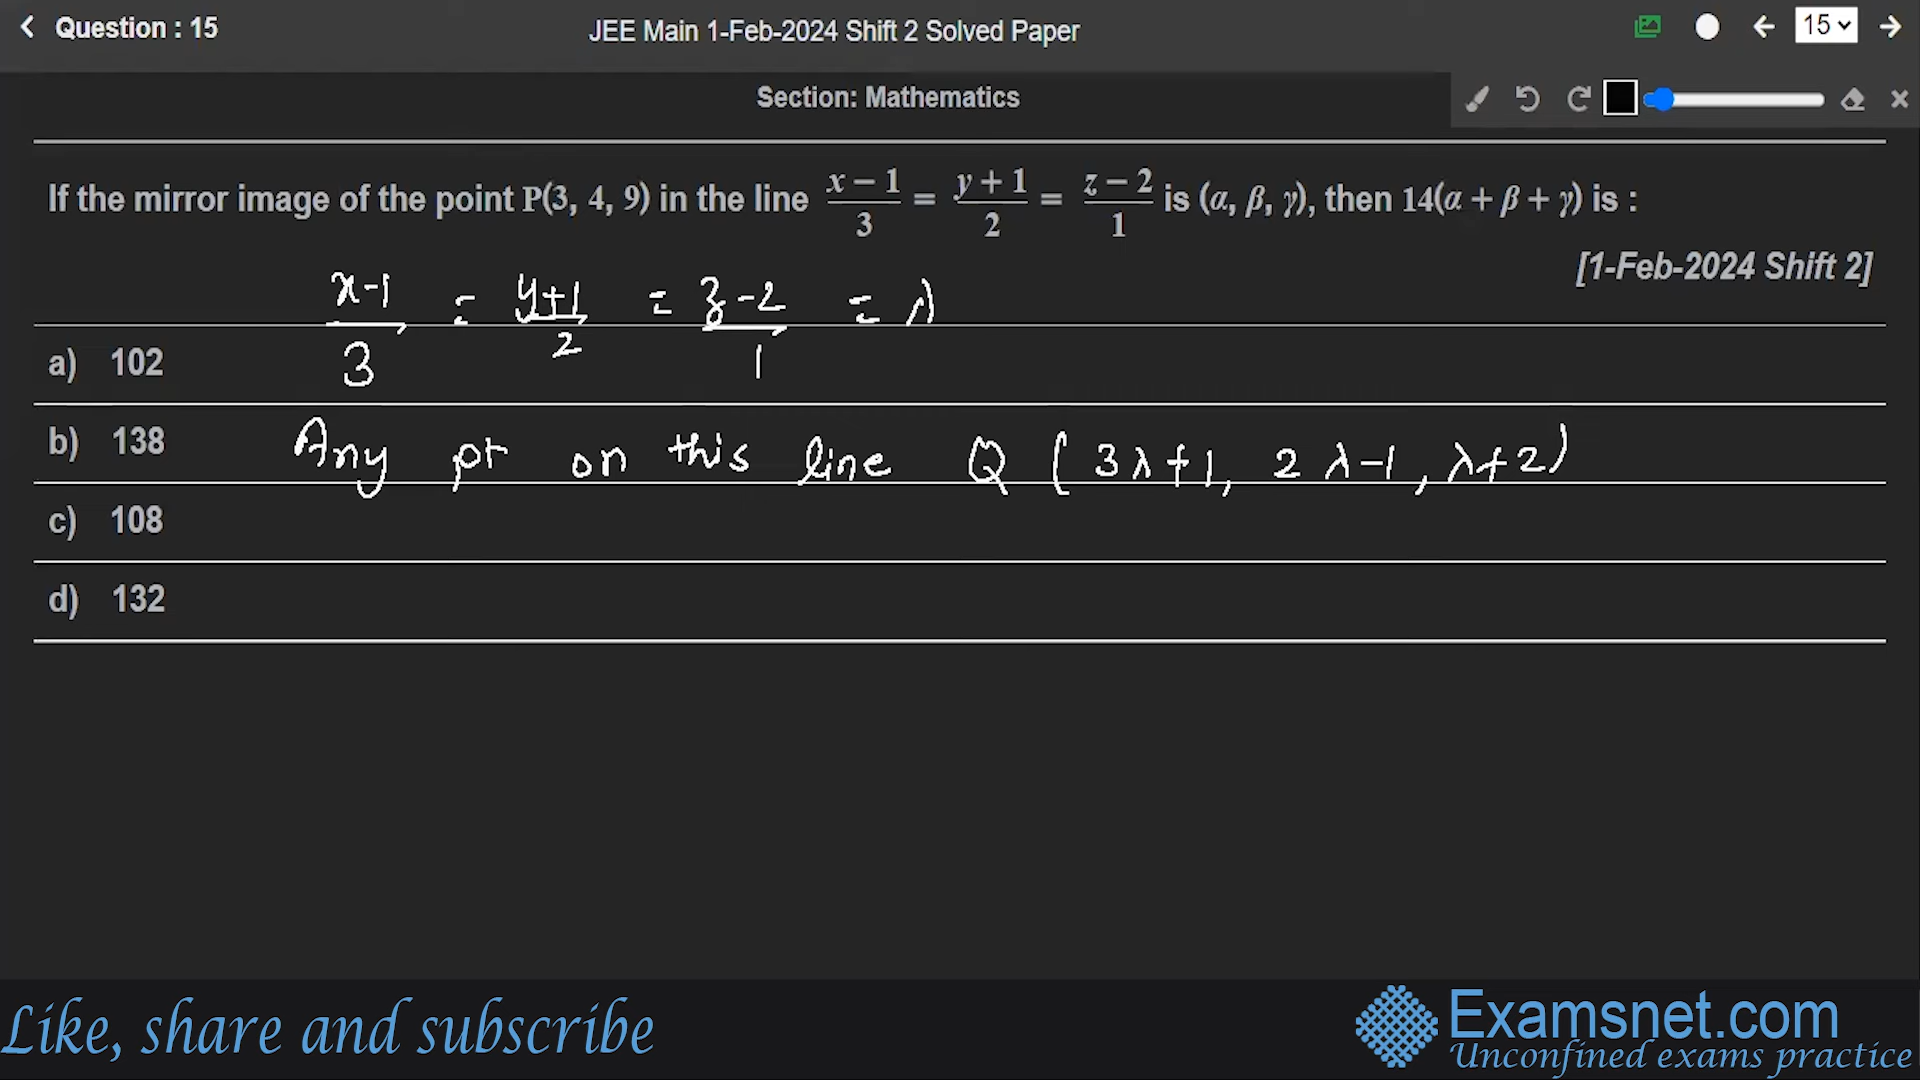 Question : 15
JEE Main 1-Feb-2024 Shift 2 Solved Paper
15
Section: Mathematics
If the mirror image of the point P(3, 4, 9) in the line (x − 1)/3 = (y + 1)/2 = (z − 2)/1 is (α, β, γ), then 14(α + β + γ) is :
[1-Feb-2024 Shift 2]
(x-1)/3 = (y+1)/2 = (z-2)/1 = λ
a) 102
b) 138
Any pt on this line Q (3λ+1, 2λ-1, λ+2)
c) 108
d) 132
Like, share and subscribe
Examsnet.com
Unconfined exams practice